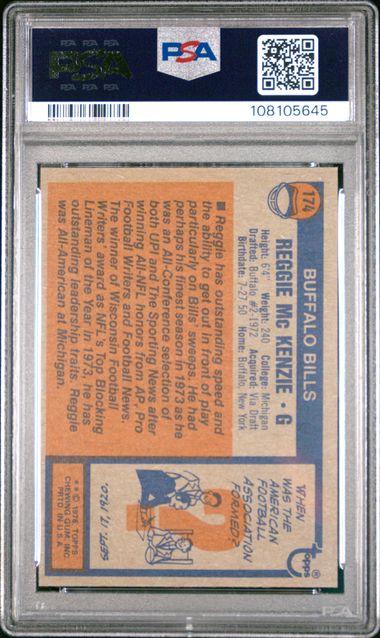 PSA
PSA
PSA
108105645
174
BUFFALO BILLS
REGGIE Mc KENZIE • G
Height: 6'4" Weight: 240 College: Michigan
Drafted: Buffalo #2-1972 Acquired: Via Draft
Birthdate: 7-27-50 Home: Buffalo, New York
■ Reggie has outstanding speed and
the ability to get out in front of play
particularly on Bills' sweeps. He had
perhaps his finest season in 1973 as he
was an All-Conference selection of
both UPI and the Sporting News after
winning All-NFL honors from AP, Pro
Football Writers and Football News.
The winner of Wisconsin Football
Writers' award as NFL's Top Blocking
Lineman of the Year in 1973, he has
outstanding leadership traits. Reggie
was All-American at Michigan.
topps®
WHEN
WAS THE
AMERICAN
FOOTBALL
ASSOCIATION
FORMED?
SEPT. 17, 1920.
★★ © 1976, TOPPS
CHEWING GUM, INC.
PRTD. IN U.S.A.